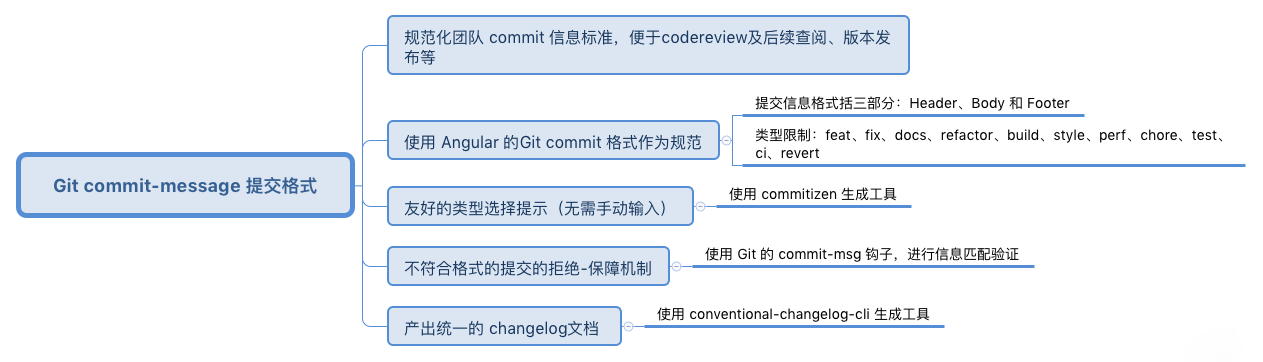 Git commit-message 提交格式
规范化团队 commit 信息标准，便于codereview及后续查阅、版本发
布等
使用 Angular 的Git commit 格式作为规范
提交信息格式括三部分：Header、Body 和 Footer
类型限制：feat、fix、docs、refactor、build、style、perf、chore、test、
ci、revert
友好的类型选择提示（无需手动输入）
使用 commitizen 生成工具
不符合格式的提交的拒绝-保障机制
使用 Git 的 commit-msg 钩子，进行信息匹配验证
产出统一的 changelog文档
使用 conventional-changelog-cli 生成工具